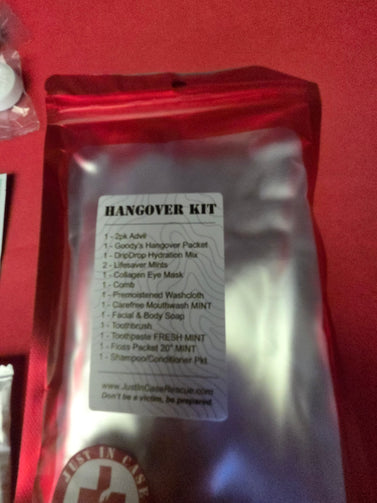 HANGOVER KIT
1 - 2pk Advil
1 - Goody's Hangover Packet
1 - DripDrop Hydration Mix
2 - Lifesaver Mints
1 - Collagen Eye Mask
1 - Comb
1 - Premoistened Washcloth
1 - Carefree Mouthwash MINT
1 - Facial & Body Soap
1 - Toothbrush
1 - Toothpaste FRESH MINT
1 - Floss Packet 20" MINT
1 - Shampoo/Conditioner Pkt
www.JustInCaseRescue.com
Don't be a victim, be prepared.
JUST IN CASE